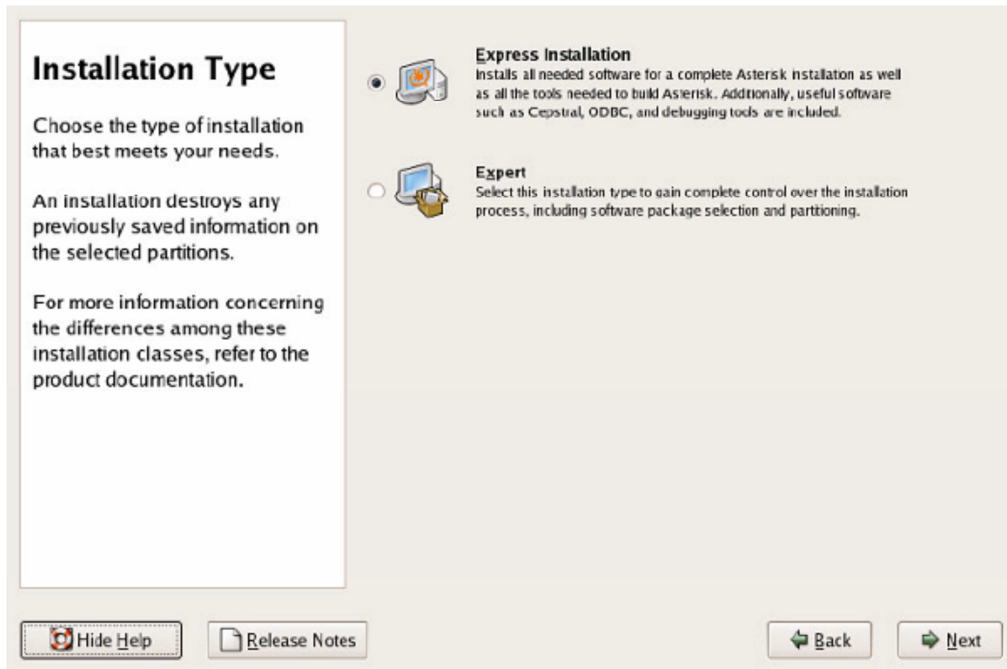 Installation Type
Choose the type of installation
that best meets your needs.
An installation destroys any
previously saved information on
the selected partitions.
For more information concerning
the differences among these
installation classes, refer to the
product documentation.
Express Installation
Installs all needed software for a complete Asterisk installation as well
as all the tools needed to build Asterisk. Addtionally, useful software
such as Cepstral, ODBC, and debugging tools are included.
Expert
Select this installation type to gain complete control over the installation
process, including software package selection and partitioning.
Hide Help
Release Notes
Back
Next